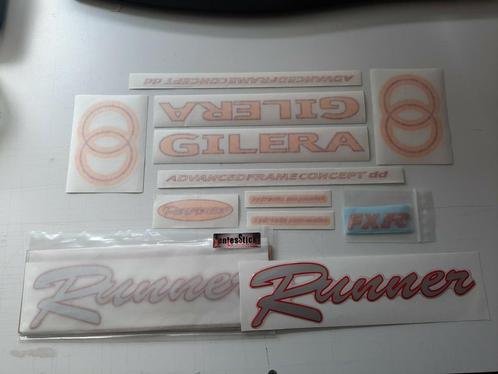 ADVANCEDFRAMECONCEPT dd
GILERA
GILERA
ADVANCEDFRAMECONCEPT dd
Runner
FXR
Runner
Runner